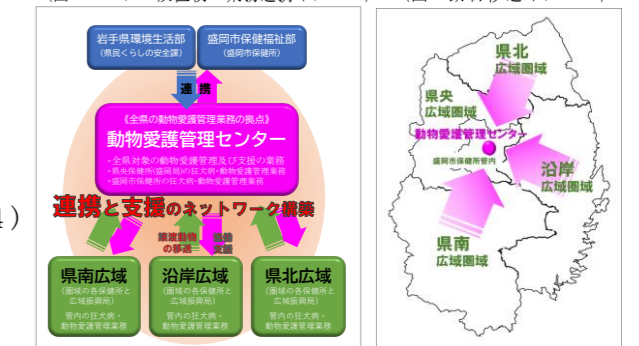 岩手県環境生活部
(県民くらしの安全課)
盛岡市保健福祉部
(盛岡市保健所)
連 携
《全県の動物愛護管理業務の拠点》
動物愛護管理センター
・全県対象の動物愛護管理及び支援の業務
・県央保健所(盛岡局)の狂犬病・動物愛護管理業務
・盛岡市保健所の狂犬病・動物愛護管理業務
連携と支援のネットワーク構築
譲渡動物
の移送
支援
県南広域
(圏域の各保健所と
広域振興局)
管内の狂犬病・
動物愛護管理業務
沿岸広域
(圏域の各保健所と
広域振興局)
管内の狂犬病・
動物愛護管理業務
県北広域
(圏域の各保健所と
広域振興局)
管内の狂犬病・
動物愛護管理業務
県北
広域圏域
県央
広域圏域
動物愛護管理センター
盛岡市保健所管内
沿岸
広域圏域
県南
広域圏域